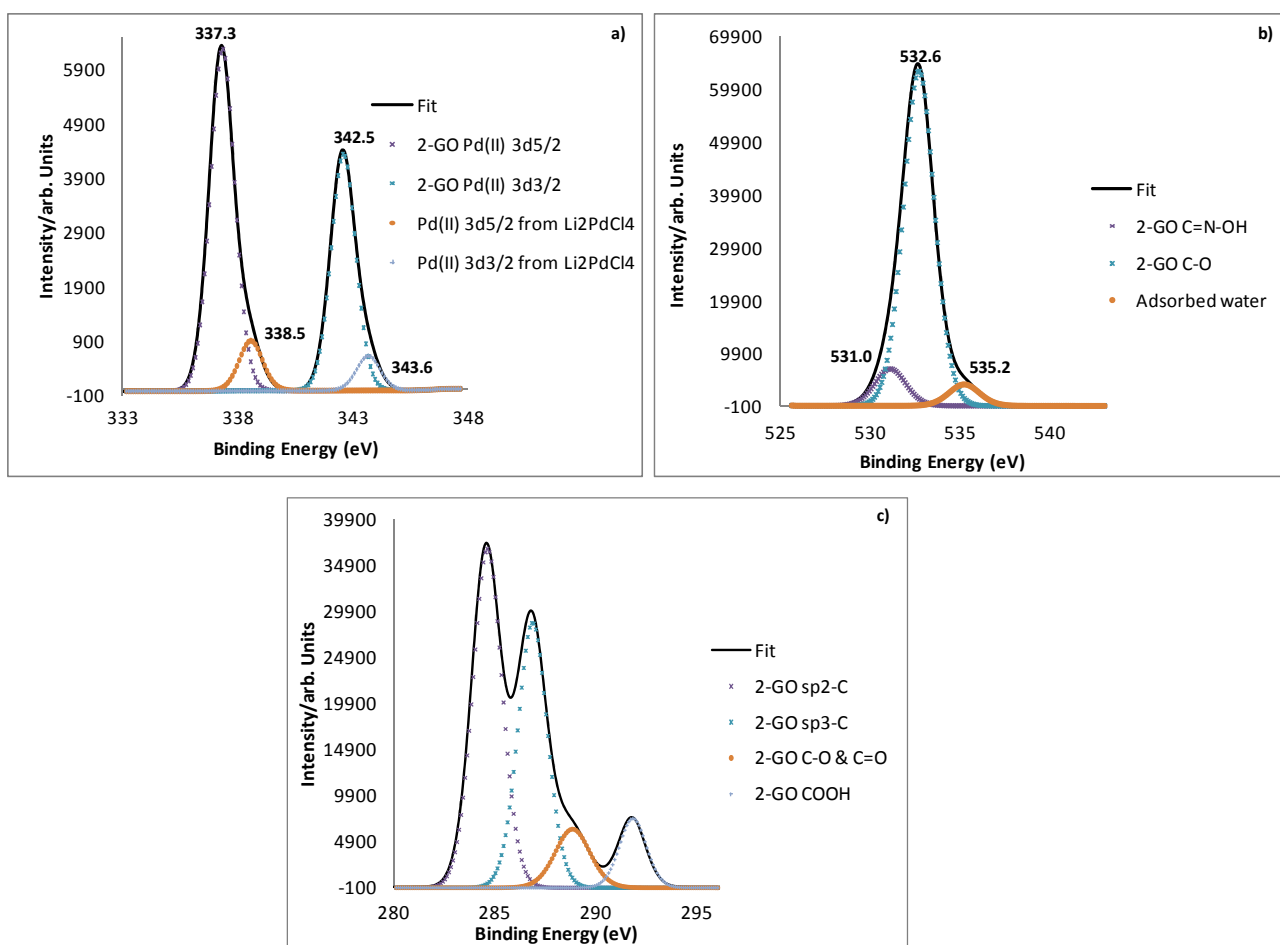 a)
337.3
342.5
338.5
343.6
Intensity/arb. Units
5900
4900
3900
2900
1900
900
-100
333
338
343
348
Binding Energy (eV)
Fit
2-GO Pd(II) 3d5/2
2-GO Pd(II) 3d3/2
Pd(II) 3d5/2 from Li2PdCl4
Pd(II) 3d3/2 from Li2PdCl4
b)
532.6
531.0
535.2
Intensity/arb. Units
69900
59900
49900
39900
29900
19900
9900
-100
525
530
535
540
Binding Energy (eV)
Fit
2-GO C=N-OH
2-GO C-O
Adsorbed water
c)
Intensity/arb. Units
39900
34900
29900
24900
19900
14900
9900
4900
-100
280
285
290
295
Binding Energy (eV)
Fit
2-GO sp2-C
2-GO sp3-C
2-GO C-O & C=O
2-GO COOH